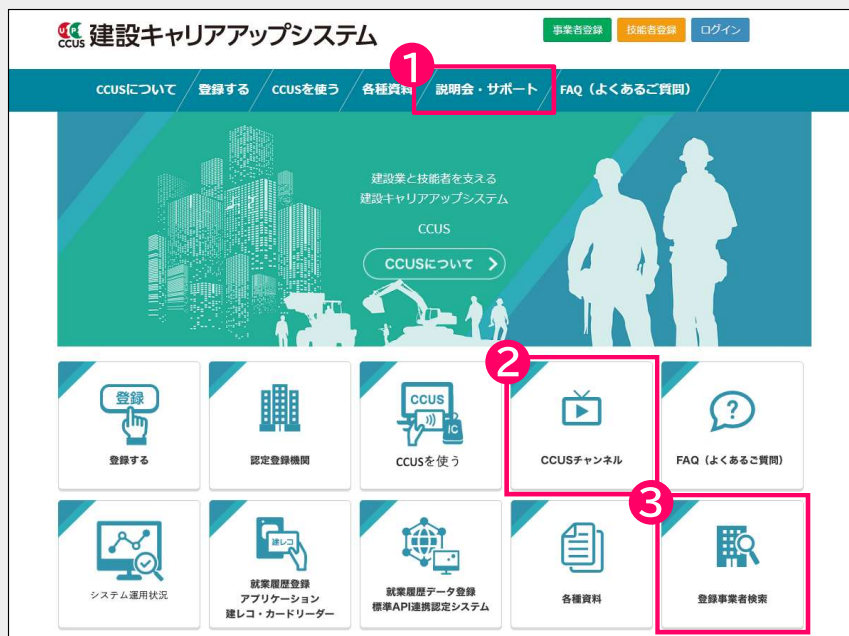 CCUS 建設キャリアアップシステム
事業者登録 技能者登録 ログイン
1
CCUSについて 登録する CCUSを使う 各種資料 説明会・サポート FAQ（よくあるご質問）
建設業と技能者を支える
建設キャリアアップシステム
CCUS
CCUSについて
2
登録
CCUS
IC
?
登録する
認定登録機関
CCUSを使う
CCUSチャンネル
FAQ（よくあるご質問）
3
建レコ
システム運用状況
就業履歴登録
アプリケーション
建レコ・カードリーダー
就業履歴データ登録
標準API連携認定システム
各種資料
登録事業者検索